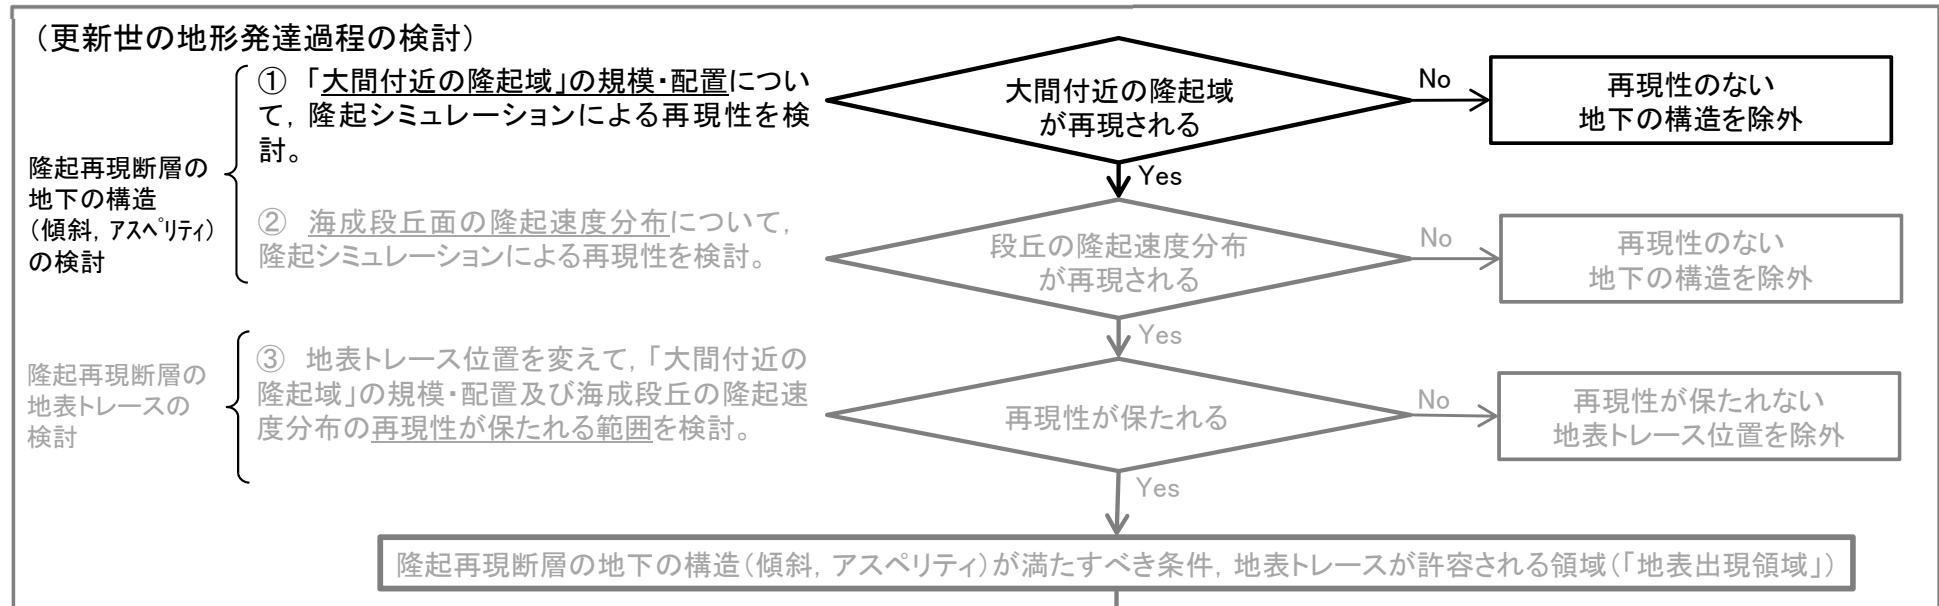 （更新世の地形発達過程の検討）
①　「大間付近の隆起域」の規模・配置につい
て，隆起シミュレーションによる再現性を検
討。
隆起再現断層の
地下の構造
（傾斜，アスペリティ）
の検討
②　海成段丘面の隆起速度分布について，
隆起シミュレーションによる再現性を検討。
隆起再現断層の
地表トレースの
検討
③　地表トレース位置を変えて，「大間付近の
隆起域」の規模・配置及び海成段丘の隆起速
度分布の再現性が保たれる範囲を検討。
大間付近の隆起域
が再現される
No
再現性のない
地下の構造を除外
Yes
段丘の隆起速度分布
が再現される
No
再現性のない
地下の構造を除外
Yes
再現性が保たれる
No
再現性が保たれない
地表トレース位置を除外
Yes
隆起再現断層の地下の構造（傾斜，アスペリティ）が満たすべき条件，地表トレースが許容される領域（「地表出現領域」）